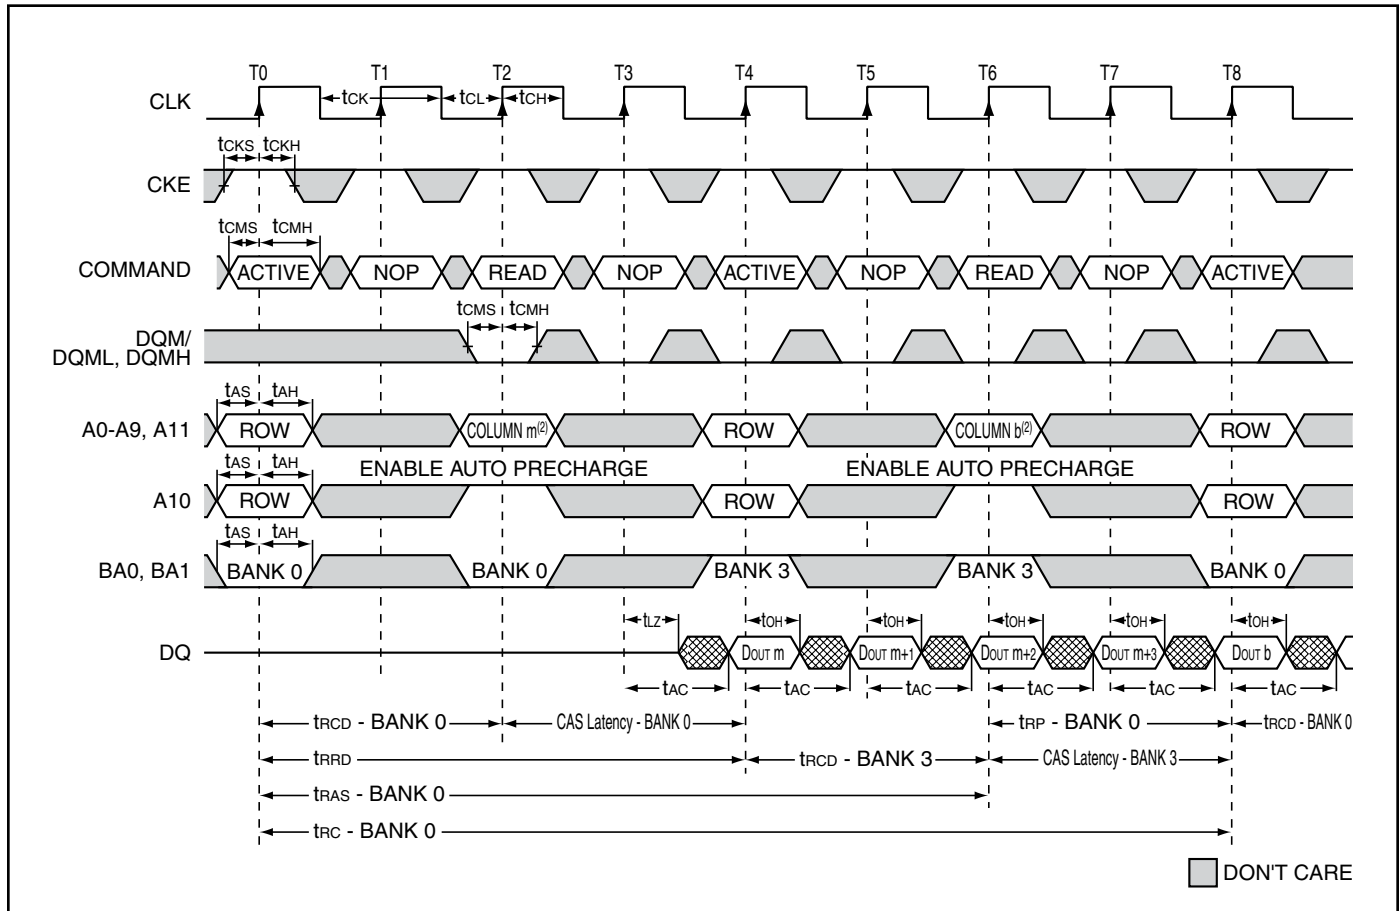 T0 T1 T2 T3 T4 T5 T6 T7 T8
CLK tCK tCL tCH
tCKS tCKH
CKE
tCMS tCMH
COMMAND ACTIVE NOP READ NOP ACTIVE NOP READ NOP ACTIVE
tCMS tCMH
DQM/
DQML, DQMH
tAS tAH
A0-A9, A11 ROW COLUMN m(2) ROW COLUMN b(2) ROW
tAS tAH ENABLE AUTO PRECHARGE ENABLE AUTO PRECHARGE
A10 ROW ROW ROW
tAS tAH
BA0, BA1 BANK 0 BANK 0 BANK 3 BANK 3 BANK 0
tLZ tOH tOH tOH tOH tOH
DQ DOUT m DOUT m+1 DOUT m+2 DOUT m+3 DOUT b
tAC tAC tAC tAC tAC tAC
tRCD - BANK 0 CAS Latency - BANK 0 tRP - BANK 0 tRCD - BANK 0
tRRD tRCD - BANK 3 CAS Latency - BANK 3
tRAS - BANK 0
tRC - BANK 0
DON'T CARE